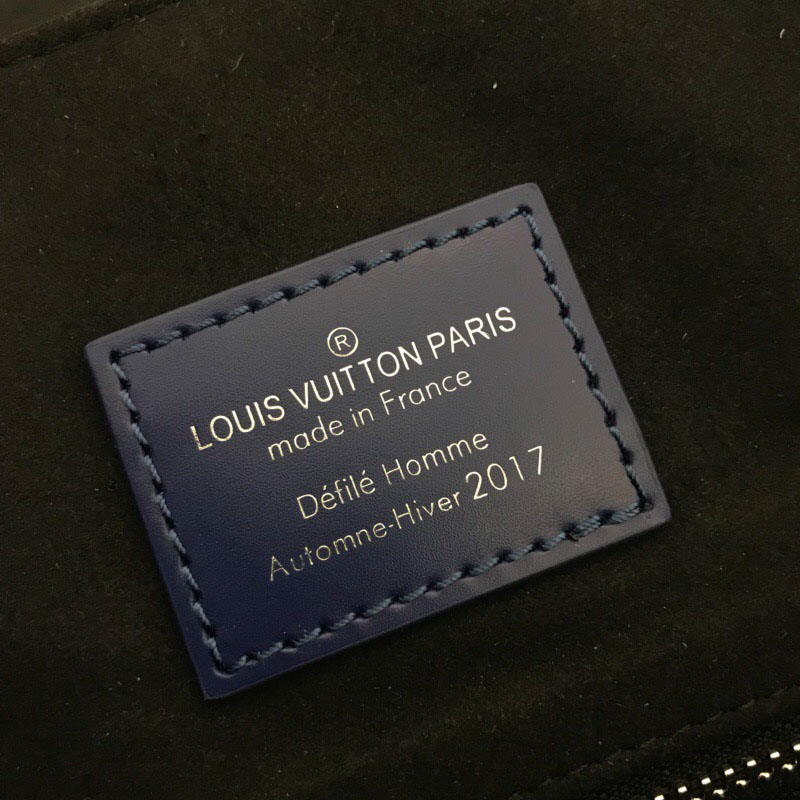 ®
LOUIS VUITTON PARIS
made in France
Défilé Homme
Automne-Hiver 2017